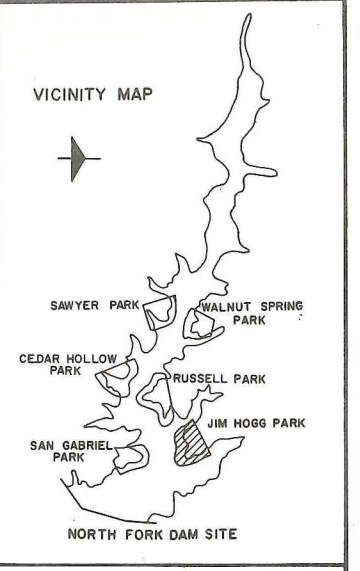 VICINITY MAP
SAWYER PARK
WALNUT SPRING
PARK
CEDAR HOLLOW
PARK
RUSSELL PARK
JIM HOGG PARK
SAN GABRIEL
PARK
NORTH FORK DAM SITE